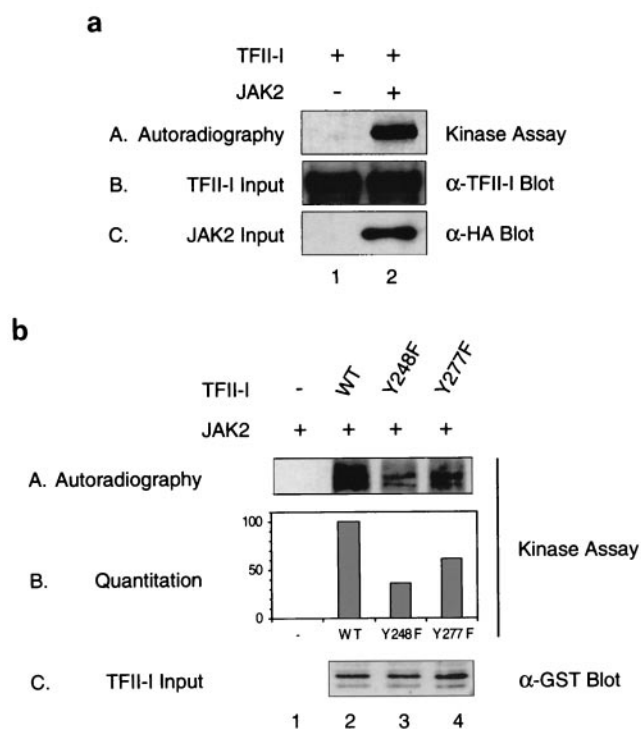 a
TFII-I + +
JAK2 - +
A. Autoradiography Kinase Assay
B. TFII-I Input α-TFII-I Blot
C. JAK2 Input α-HA Blot
1 2
b
TFII-I - WT Y248F Y277F
JAK2 + + + +
A. Autoradiography
100
50
0
B. Quantitation Kinase Assay
- WT Y248F Y277F
C. TFII-I Input α-GST Blot
1 2 3 4